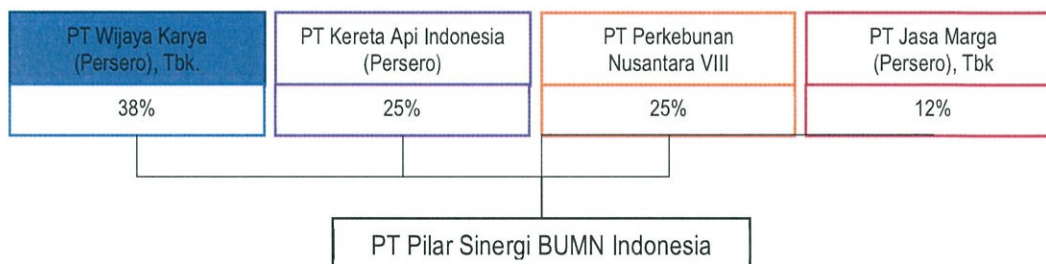 PT Wijaya Karya
(Persero), Tbk.
38%
PT Kereta Api Indonesia
(Persero)
25%
PT Perkebunan
Nusantara VIII
25%
PT Jasa Marga
(Persero), Tbk
12%
PT Pilar Sinergi BUMN Indonesia